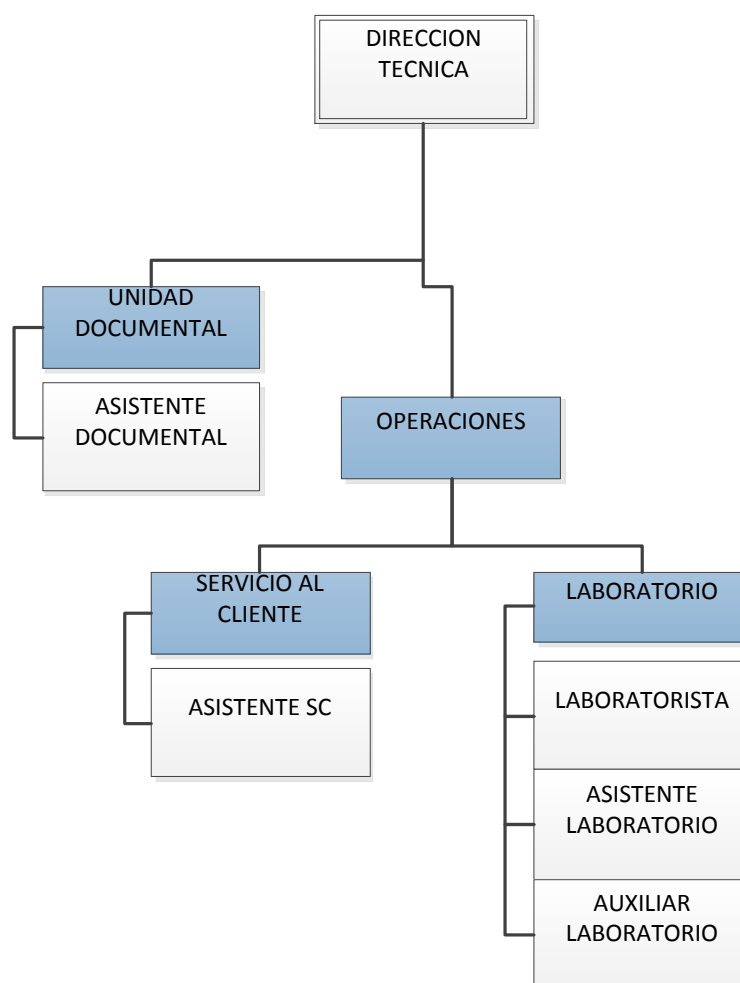 DIRECCION
TECNICA
UNIDAD
DOCUMENTAL
ASISTENTE
DOCUMENTAL
OPERACIONES
SERVICIO AL
CLIENTE
ASISTENTE SC
LABORATORIO
LABORATORISTA
ASISTENTE
LABORATORIO
AUXILIAR
LABORATORIO